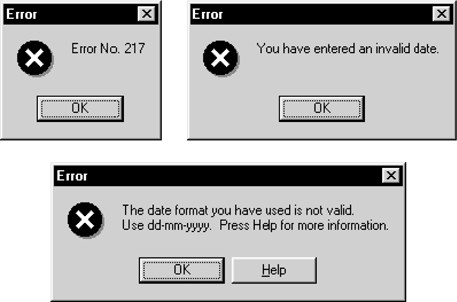 Error
Error No. 217
OK
Error
You have entered an invalid date.
OK
Error
The date format you have used is not valid.
Use dd-mm-yyyy. Press Help for more information.
OK
Help